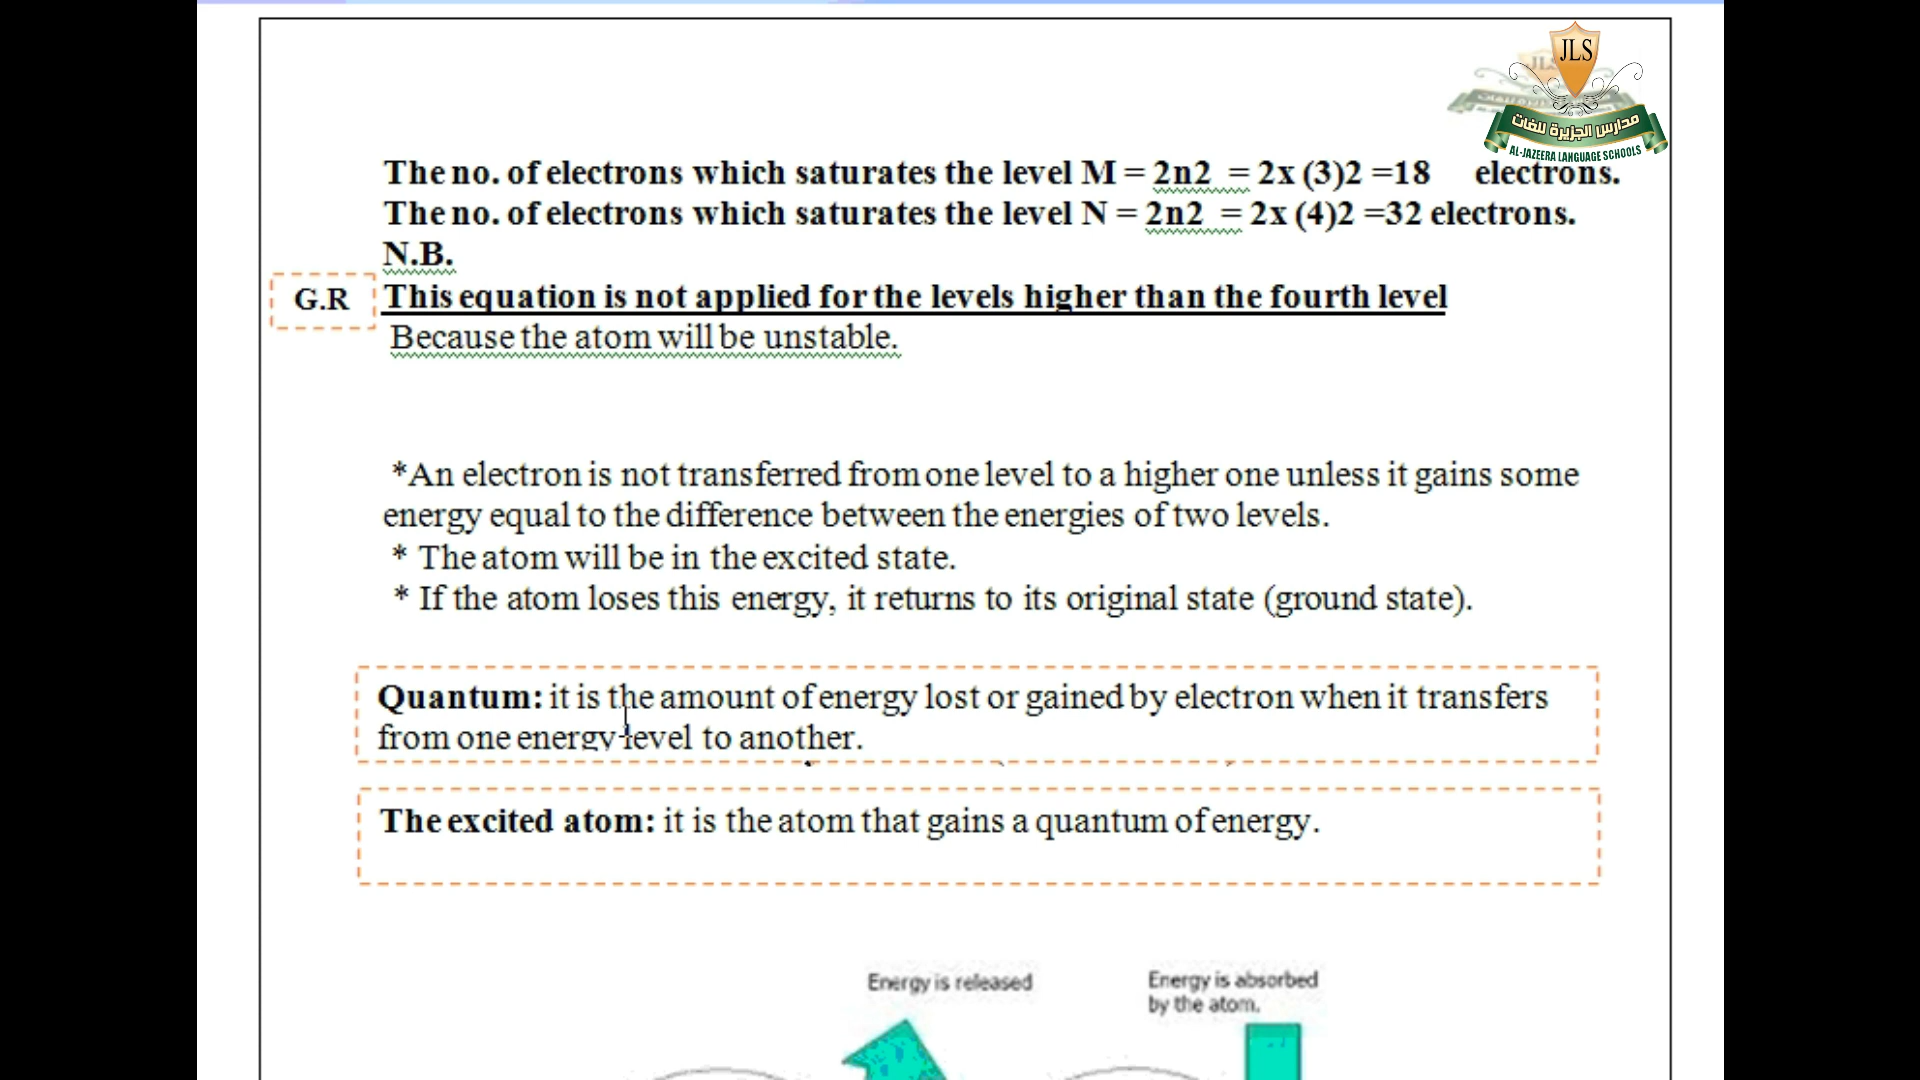 JLS
مدارس الجزيرة للغات
AL-JAZEERA LANGUAGE SCHOOLS
The no. of electrons which saturates the level M = 2n2 = 2x (3)2 =18 electrons.
The no. of electrons which saturates the level N = 2n2 = 2x (4)2 =32 electrons.
N.B.
G.R This equation is not applied for the levels higher than the fourth level
Because the atom will be unstable.
*An electron is not transferred from one level to a higher one unless it gains some
energy equal to the difference between the energies of two levels.
* The atom will be in the excited state.
* If the atom loses this energy, it returns to its original state (ground state).
Quantum: it is the amount of energy lost or gained by electron when it transfers
from one energy level to another.
The excited atom: it is the atom that gains a quantum of energy.
Energy is released
Energy is absorbed
by the atom.